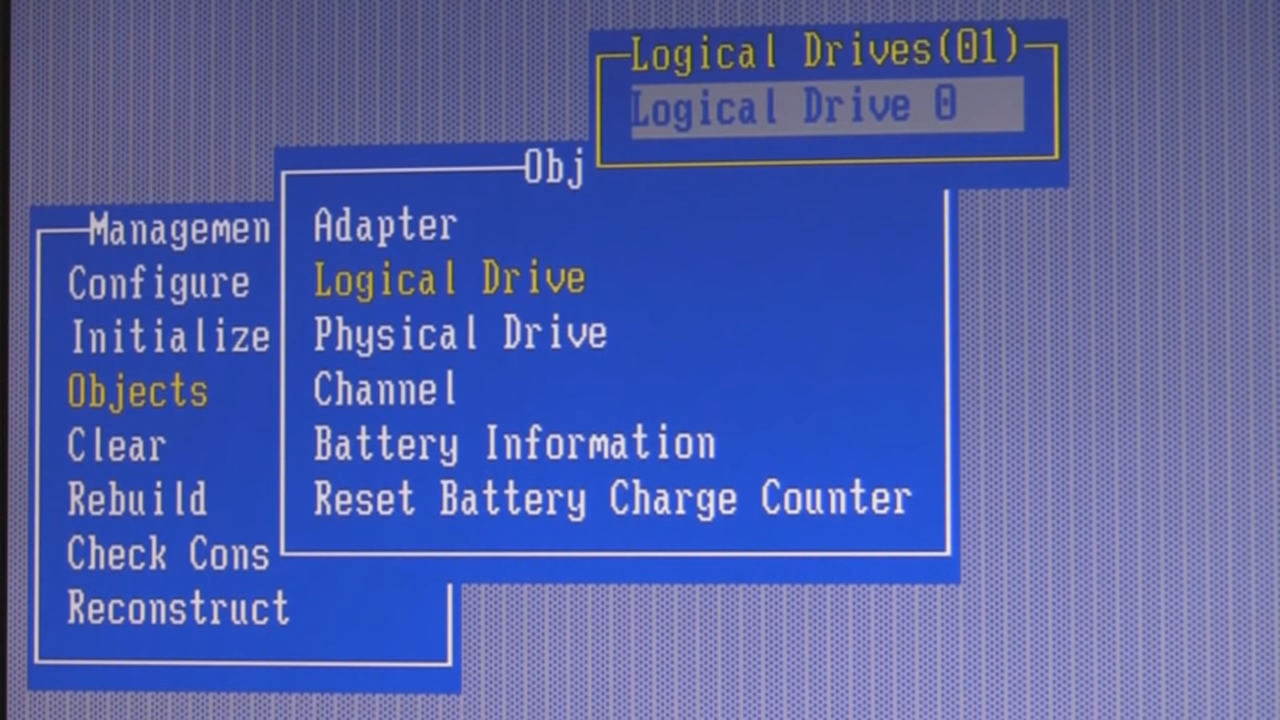 Logical Drives(01)
Logical Drive 0
Obj
Adapter
Logical Drive
Physical Drive
Channel
Battery Information
Reset Battery Charge Counter
Managemen
Configure
Initialize
Objects
Clear
Rebuild
Check Cons
Reconstruct